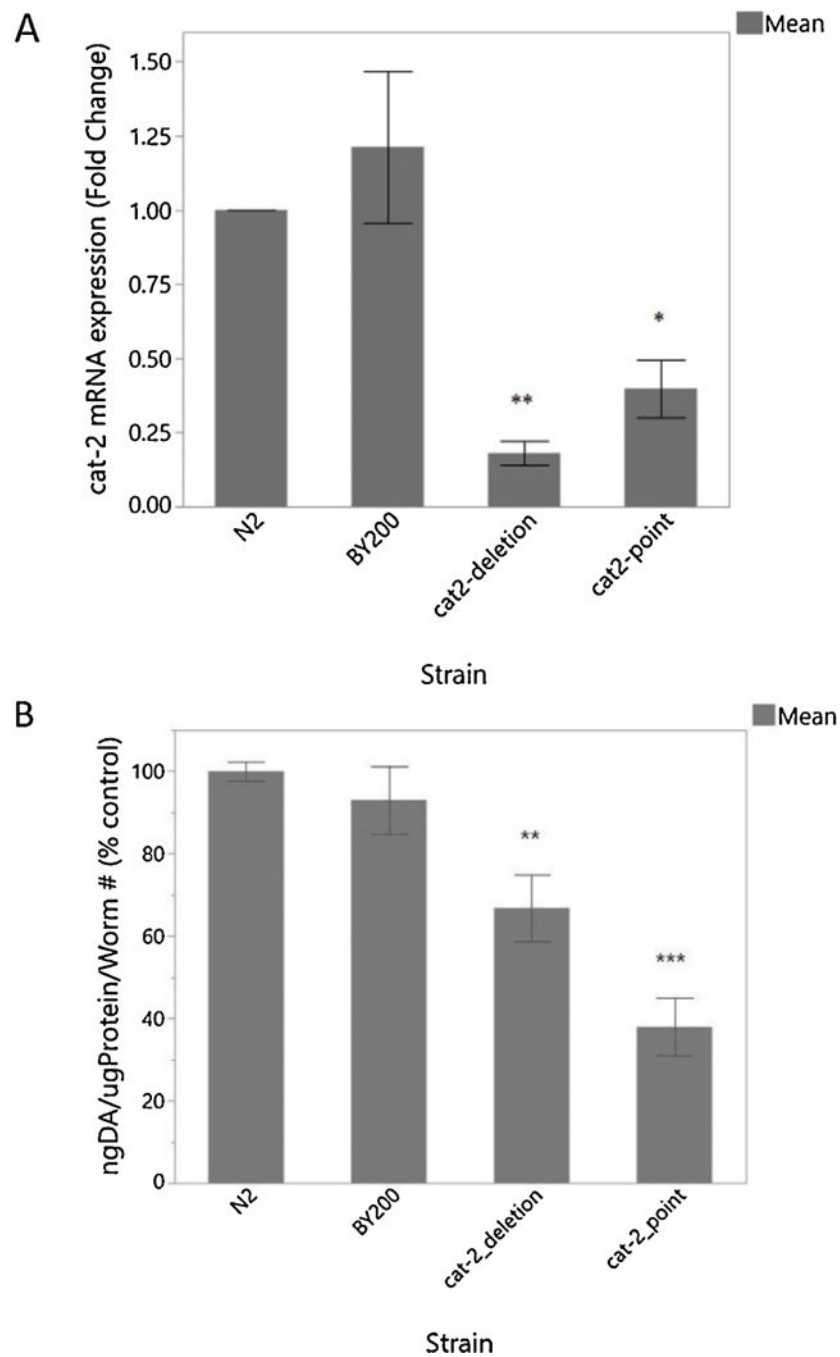 A
Mean
cat-2 mRNA expression (Fold Change)
1.50
1.25
1.00
0.75
0.50
0.25
0.00
**
*
N2
BY200
cat2-deletion
cat2-point
Strain
B
Mean
ngDA/ugProtein/Worm # (% control)
100
80
60
40
20
0
**
***
N2
BY200
cat-2_deletion
cat-2_point
Strain